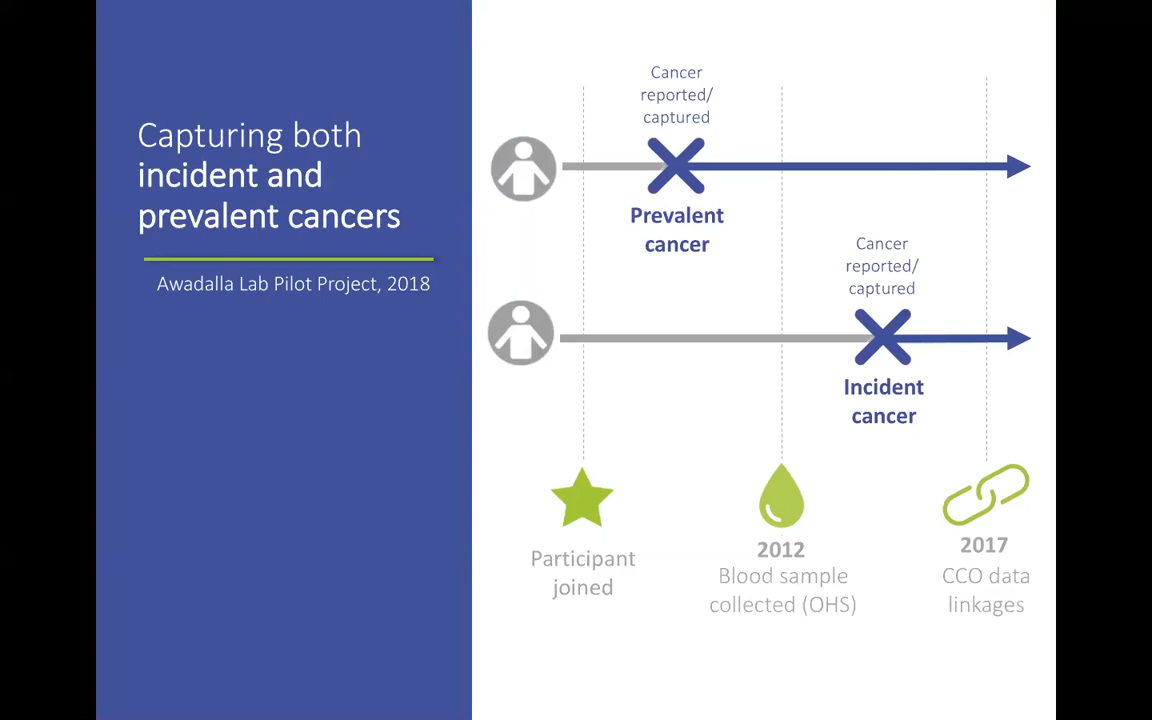 Capturing both
incident and
prevalent cancers
Awadalla Lab Pilot Project, 2018
Cancer
reported/
captured
Prevalent
cancer
Cancer
reported/
captured
Incident
cancer
Participant
joined
2012
Blood sample
collected (OHS)
2017
CCO data
linkages